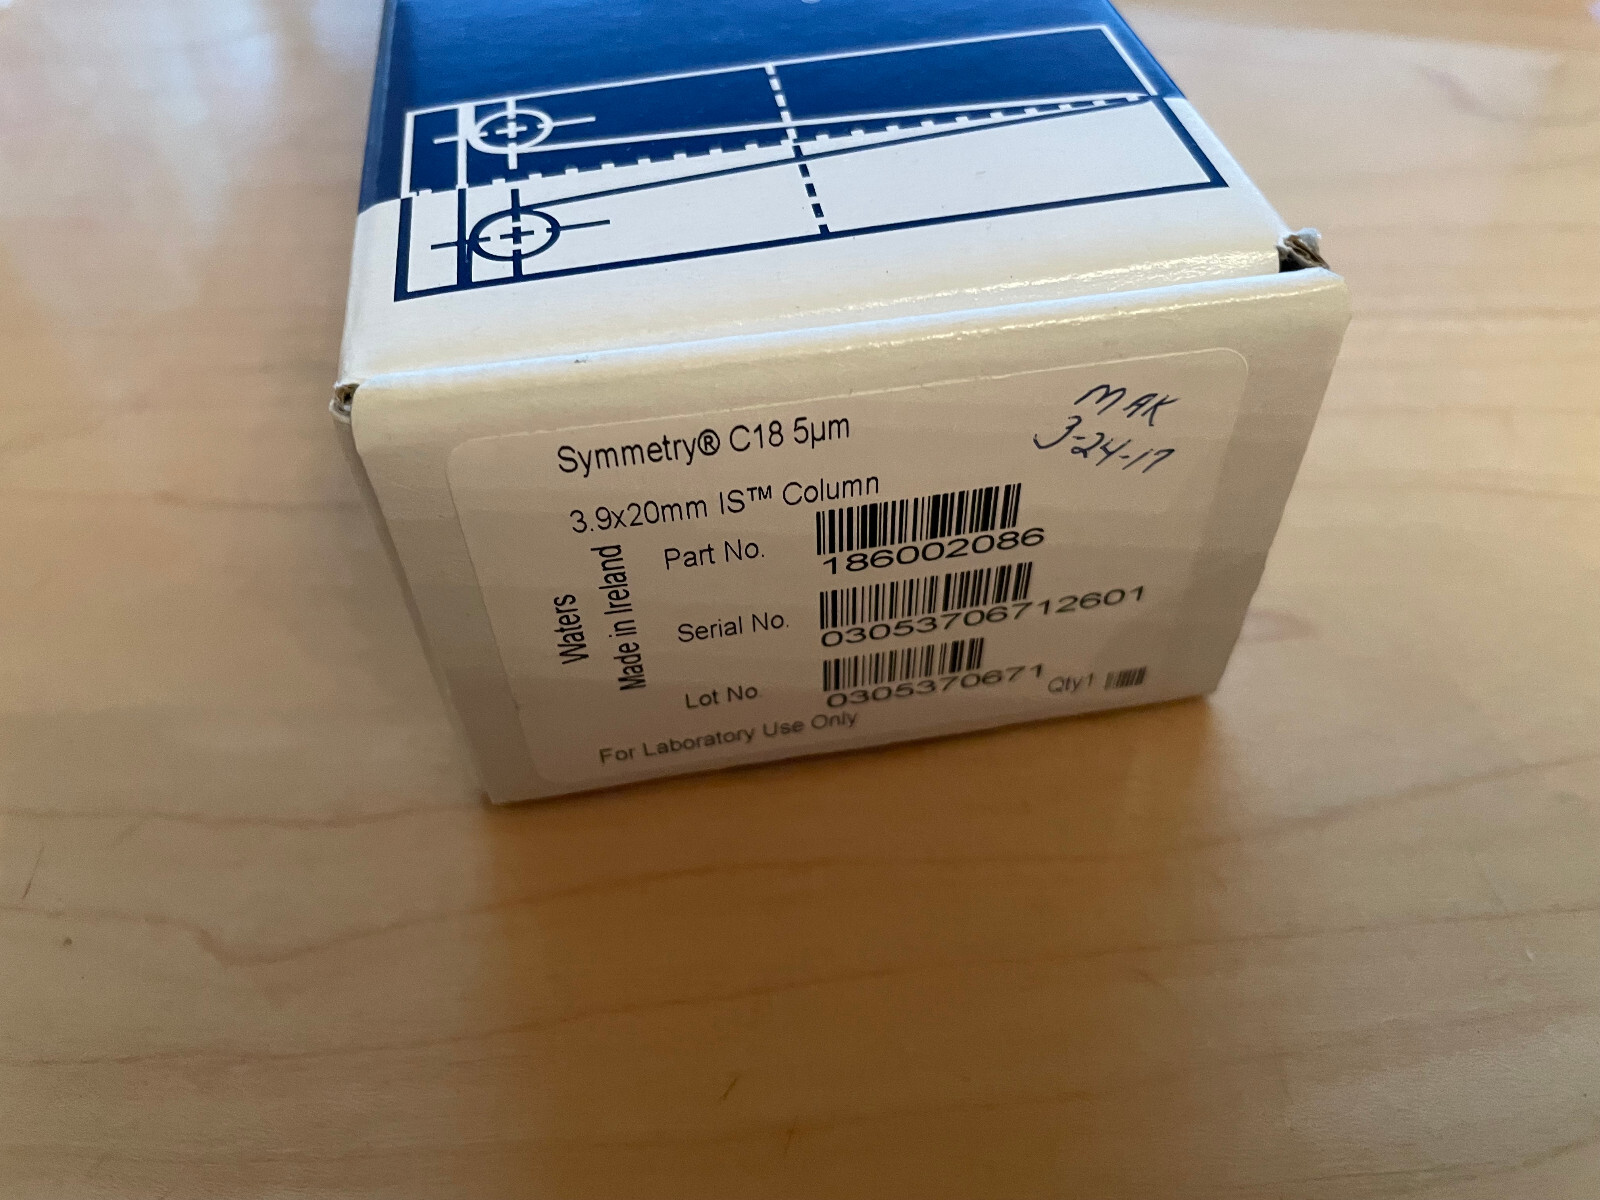 Symmetry® C18 5µm
MAK
3-24-17
3.9x20mm IS™ Column
Waters
Made in Ireland
Part No.
186002086
Serial No.
03053706712601
Lot No.
0305370671
Qty1
For Laboratory Use Only